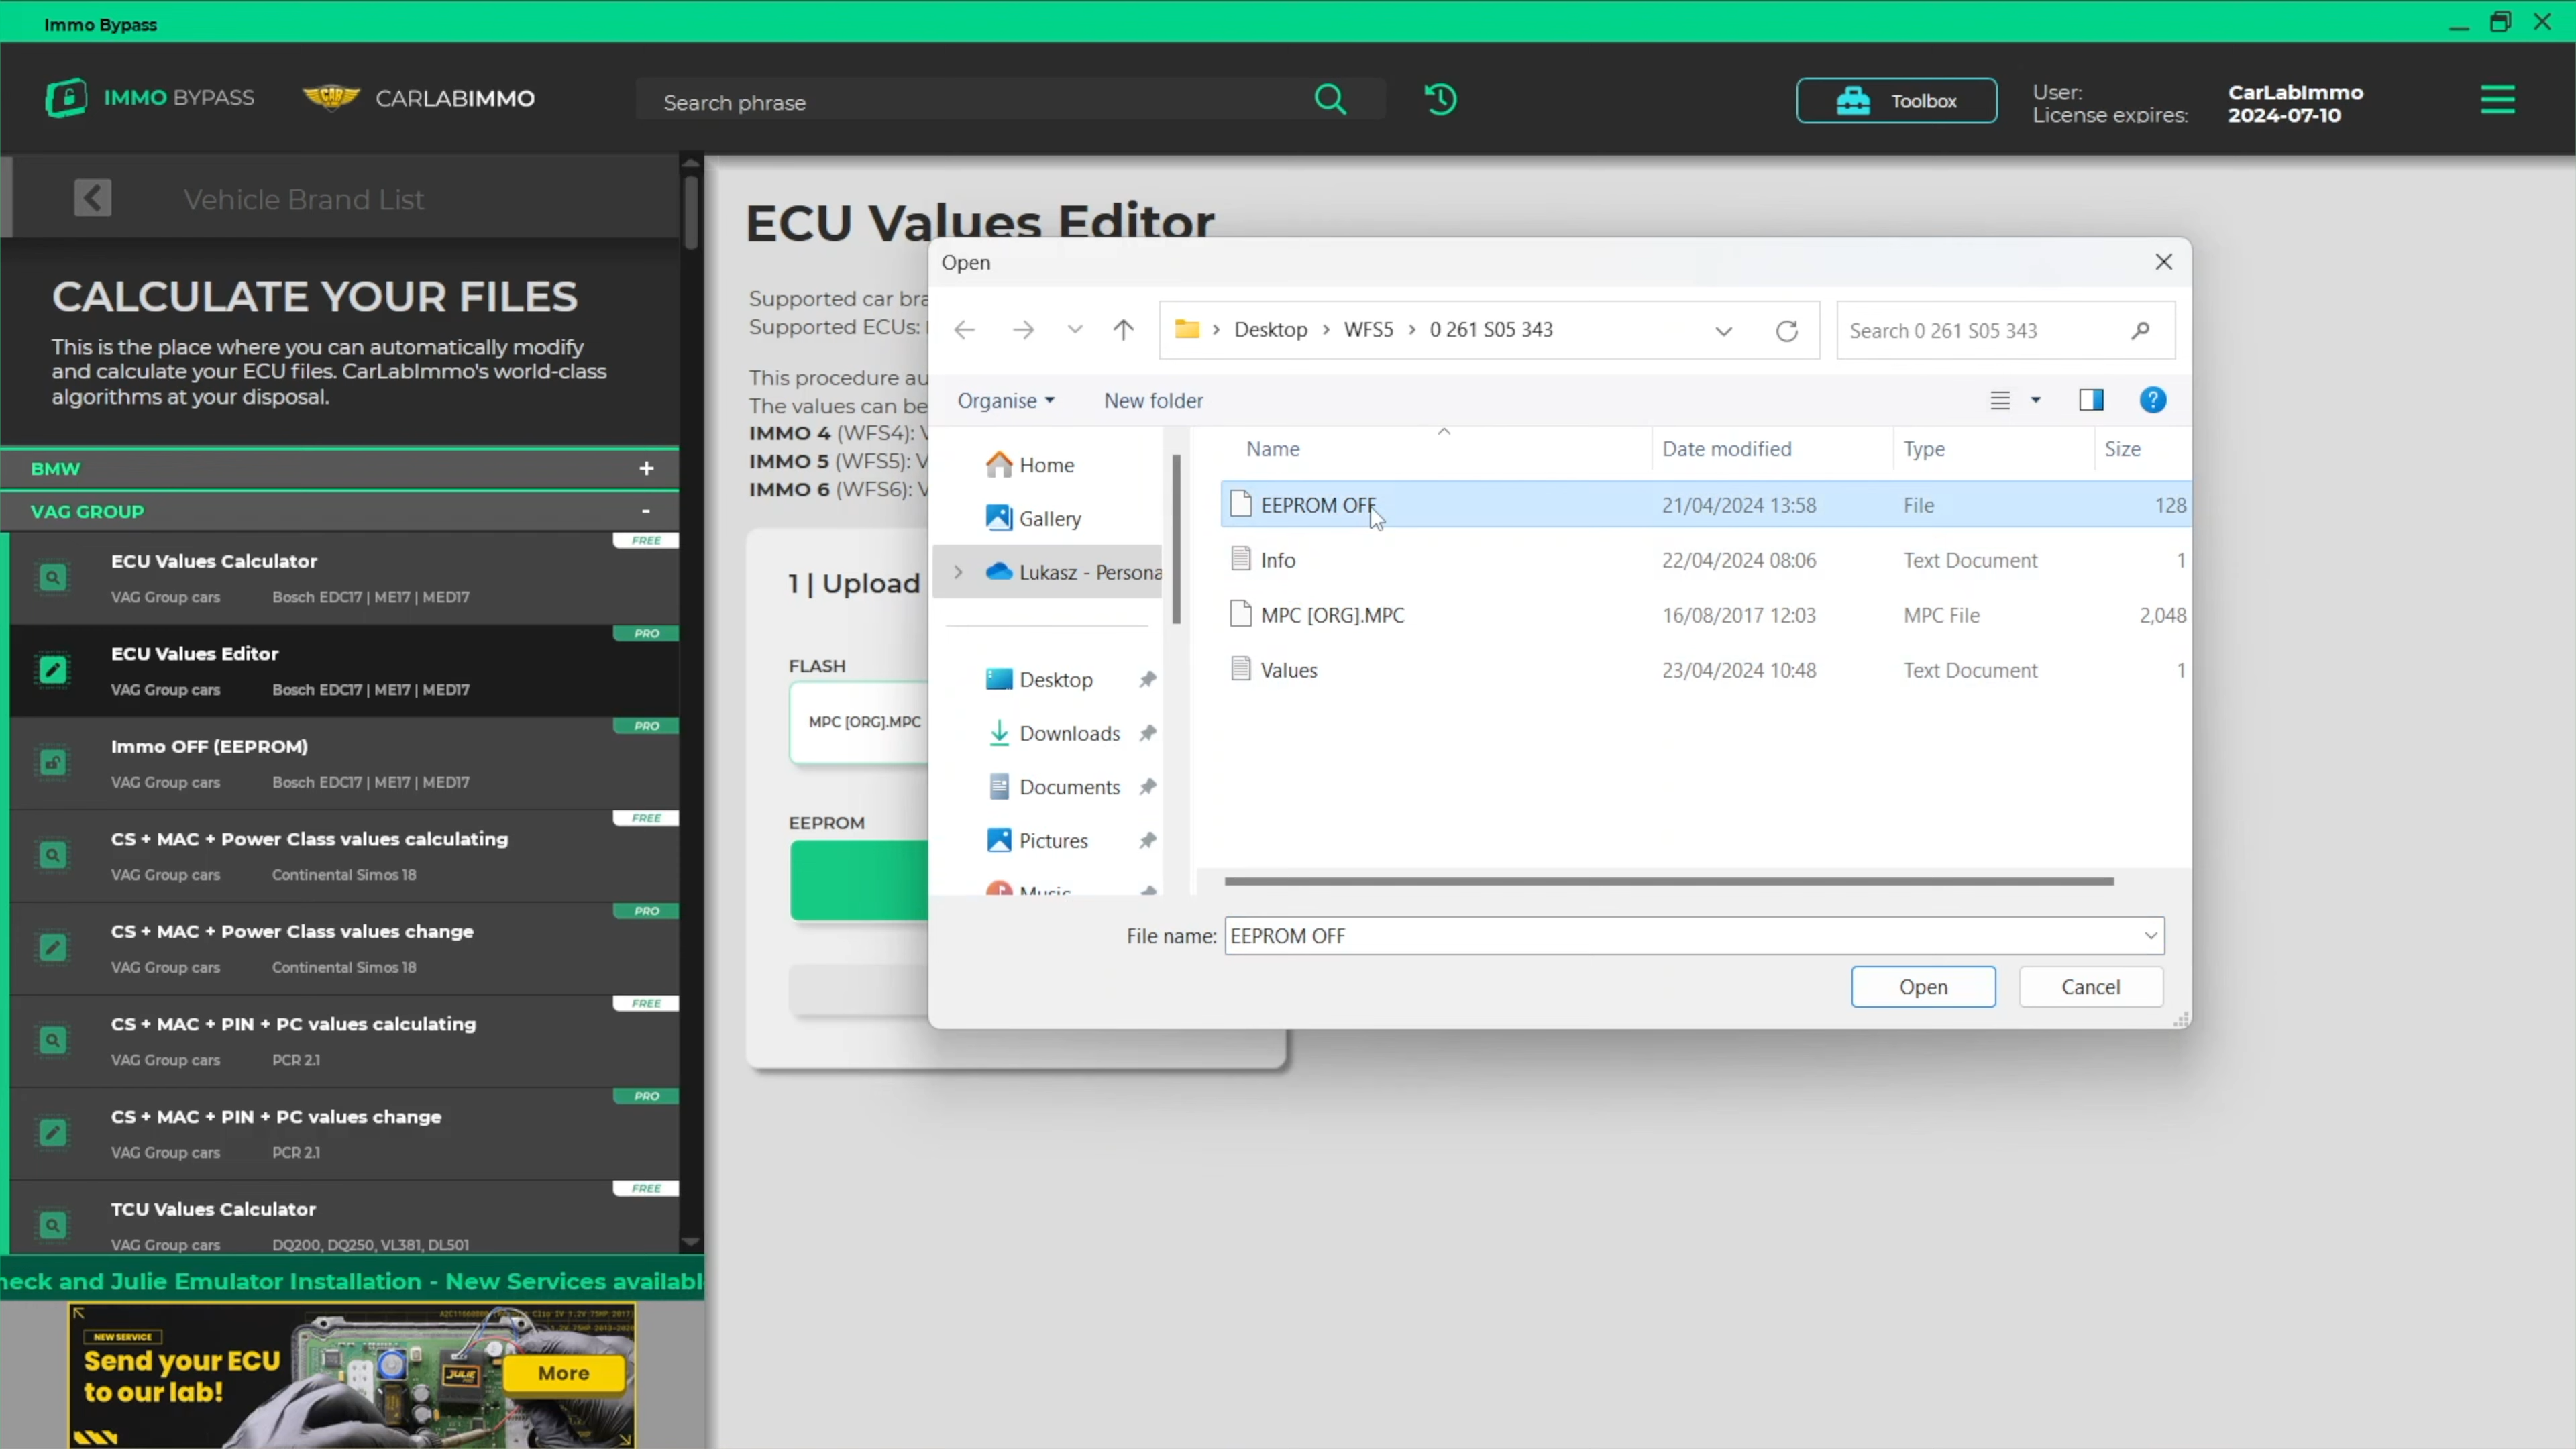 Immo Bypass
IMMO BYPASS
CARLABIMMO
Search phrase
Toolbox
User:
License expires:
CarLabImmo
2024-07-10
Vehicle Brand List
CALCULATE YOUR FILES
This is the place where you can automatically modify
and calculate your ECU files. CarLabImmo's world-class
algorithms at your disposal.
BMW +
VAG GROUP -
FREE
ECU Values Calculator
VAG Group cars Bosch EDC17 | ME17 | MED17
PRO
ECU Values Editor
VAG Group cars Bosch EDC17 | ME17 | MED17
PRO
Immo OFF (EEPROM)
VAG Group cars Bosch EDC17 | ME17 | MED17
FREE
CS + MAC + Power Class values calculating
VAG Group cars Continental Simos 18
PRO
CS + MAC + Power Class values change
VAG Group cars Continental Simos 18
FREE
CS + MAC + PIN + PC values calculating
VAG Group cars PCR 2.1
PRO
CS + MAC + PIN + PC values change
VAG Group cars PCR 2.1
FREE
TCU Values Calculator
VAG Group cars DQ200, DQ250, VL381, DL501
heck and Julie Emulator Installation - New Services availabl
NEW SERVICE
Send your ECU
to our lab!
JULIE
More
ECU Values Editor
Supported car bra
Supported ECUs:
This procedure au
The values can be
IMMO 4 (WFS4): V
IMMO 5 (WFS5): V
IMMO 6 (WFS6): V
1 | Upload
FLASH
MPC [ORG].MPC
EEPROM
Open
Desktop > WFS5 > 0 261 S05 343
Search 0 261 S05 343
Organise
New folder
Home
Gallery
Lukasz - Persona
Desktop
Downloads
Documents
Pictures
Music
Name Date modified Type Size
EEPROM OFF 21/04/2024 13:58 File 128
Info 22/04/2024 08:06 Text Document 1
MPC [ORG].MPC 16/08/2017 12:03 MPC File 2,048
Values 23/04/2024 10:48 Text Document 1
File name: EEPROM OFF
Open
Cancel